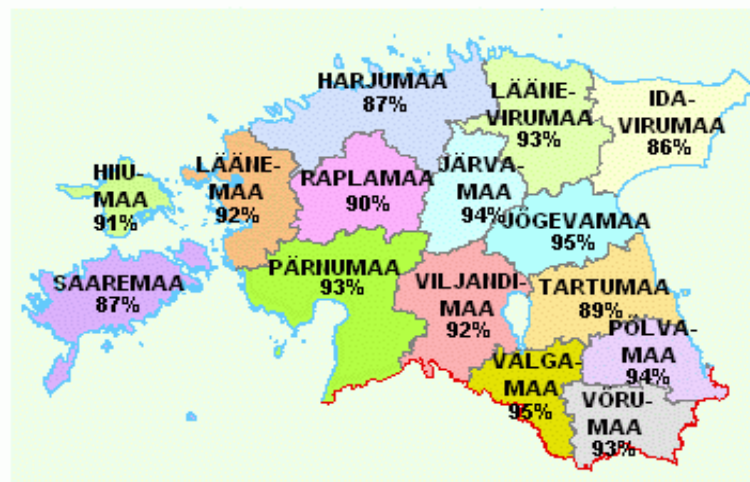 HARJUMAA
87%
LÄÄNE-
VIRUMAA
93%
IDA-
VIRUMAA
86%
HIIU-
MAA
91%
LÄÄNE-
MAA
92%
RAPLAMAA
90%
JÄRVA-
MAA
94%
JÕGEVAMAA
95%
SAAREMAA
87%
PÄRNUMAA
93%
VILJANDI-
MAA
92%
TARTUMAA
89%
PÕLVA-
MAA
94%
VALGA-
MAA
95%
VÕRU-
MAA
93%